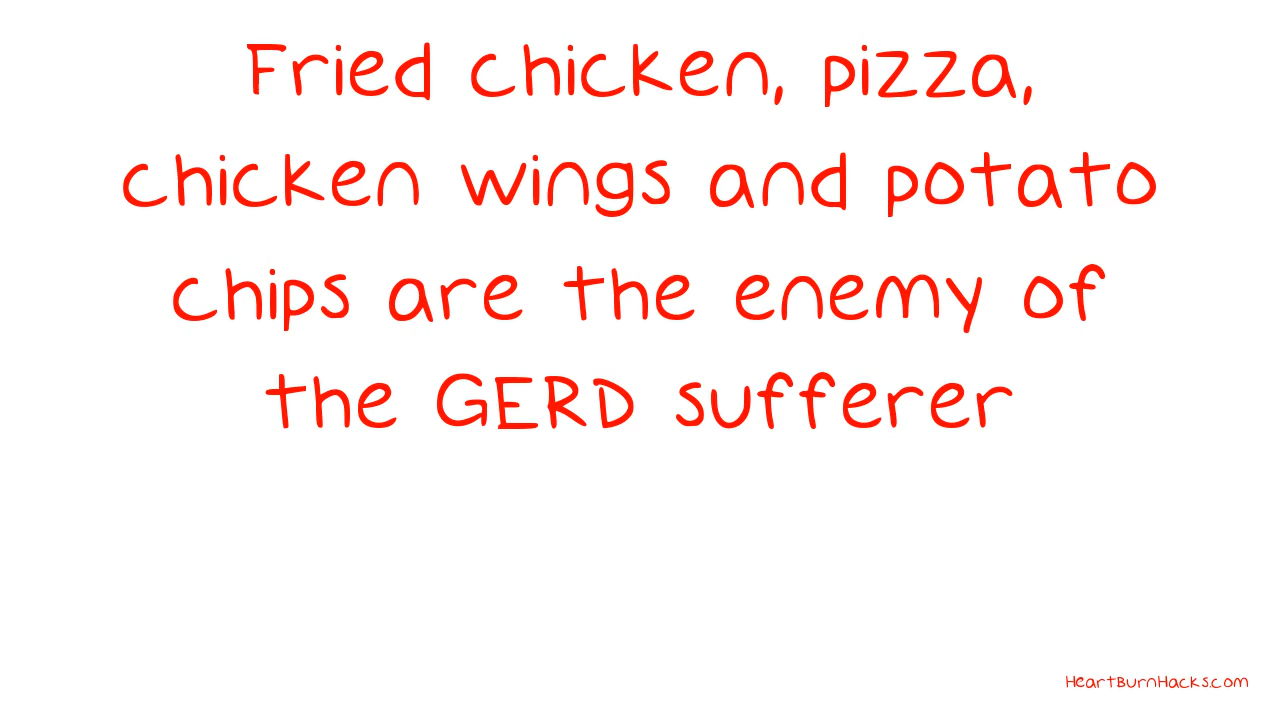 Fried chicken, pizza,
chicken wings and potato
chips are the enemy of
the GERD sufferer
HeartBurnHacks.com